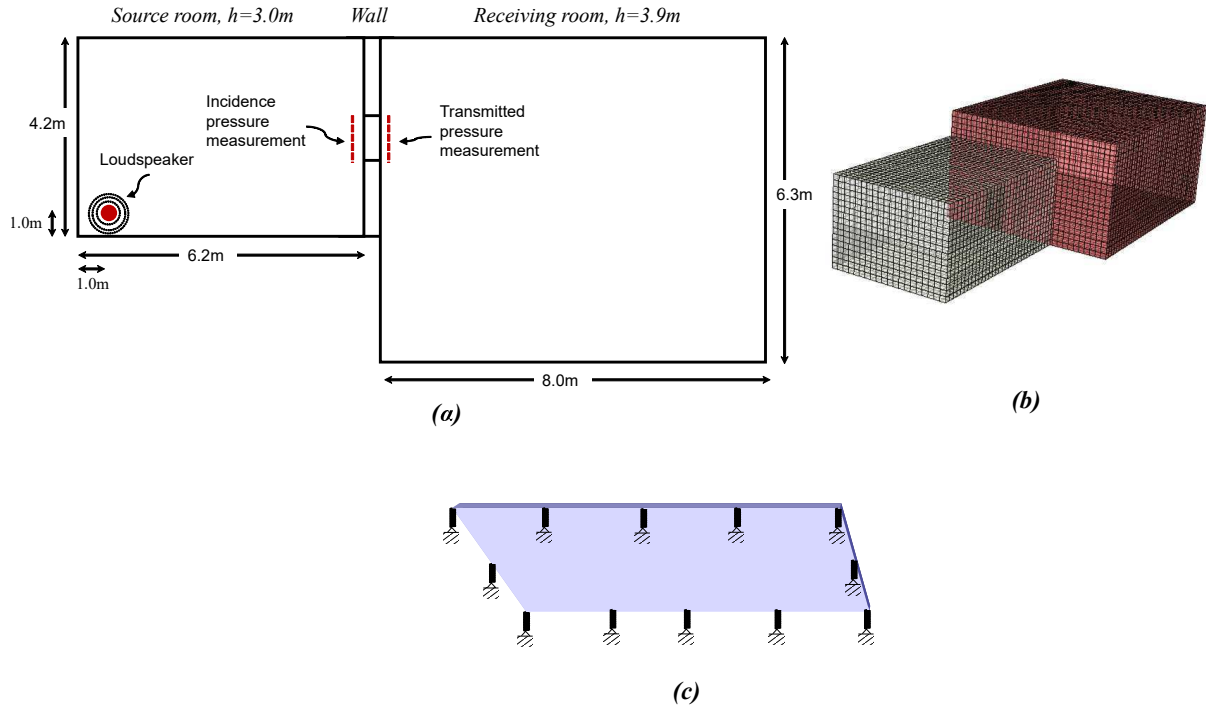 Source room, h=3.0m
Wall
Receiving room, h=3.9m
Incidence
pressure
measurement
Transmitted
pressure
measurement
4.2m
Loudspeaker
1.0m
6.3m
6.2m
1.0m
8.0m
(a)
(b)
(c)